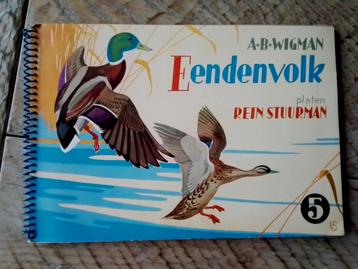 A·B·WIGMAN
Eendenvolk
platen
REIN STUURMAN
5